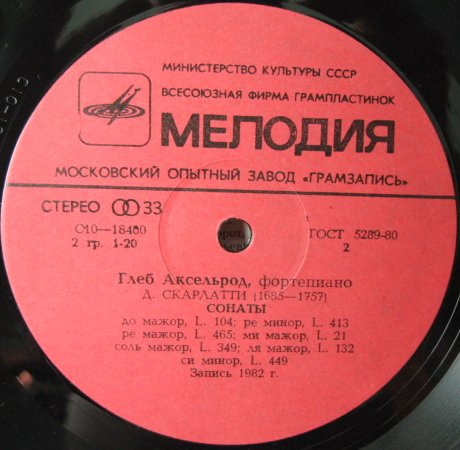 МИНИСТЕРСТВО КУЛЬТУРЫ СССР
ВСЕСОЮЗНАЯ ФИРМА ГРАМПЛАСТИНОК
МЕЛОДИЯ
МОСКОВСКИЙ ОПЫТНЫЙ ЗАВОД «ГРАМЗАПИСЬ»
СТЕРЕО 33
С10—18400
ГОСТ 5289-80
2 гр. 1-20
2
Глеб Аксельрод, фортепиано
Д. СКАРЛАТТИ (1685—1757)
СОНАТЫ
до мажор, L. 104; ре минор, L. 413
ре мажор, L. 465; ми мажор, L. 21
соль мажор, L. 349; ля мажор, L. 132
си минор, L. 449
Запись 1982 г.